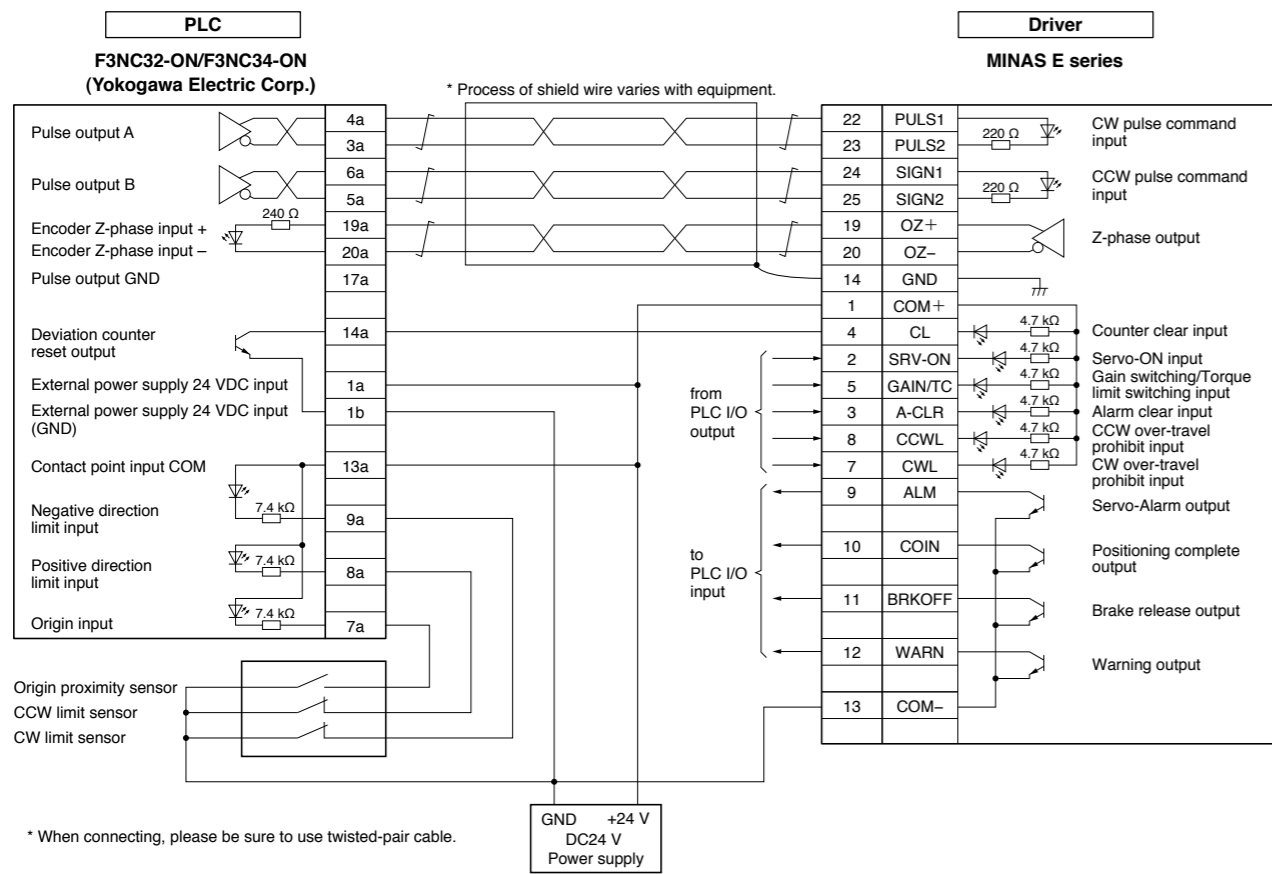 PLC
Driver
F3NC32-ON/F3NC34-ON
(Yokogawa Electric Corp.)
MINAS E series
* Process of shield wire varies with equipment.
Pulse output A
4a
3a
22 PULS1
23 PULS2
220 Ω
CW pulse command
input
Pulse output B
6a
5a
24 SIGN1
25 SIGN2
220 Ω
CCW pulse command
input
240 Ω
Encoder Z-phase input +
19a
Encoder Z-phase input –
20a
19 OZ+
20 OZ–
Z-phase output
Pulse output GND
17a
14 GND
1 COM+
Deviation counter
reset output
14a
4 CL
4.7 kΩ
Counter clear input
2 SRV-ON
4.7 kΩ
Servo-ON input
External power supply 24 VDC input
1a
5 GAIN/TC
4.7 kΩ
Gain switching/Torque
limit switching input
External power supply 24 VDC input
(GND)
1b
from
PLC I/O
output
3 A-CLR
4.7 kΩ
Alarm clear input
8 CCWL
4.7 kΩ
CCW over-travel
prohibit input
Contact point input COM
13a
7 CWL
4.7 kΩ
CW over-travel
prohibit input
Negative direction
limit input
7.4 kΩ
9a
9 ALM
Servo-Alarm output
Positive direction
limit input
7.4 kΩ
8a
to
PLC I/O
input
10 COIN
Positioning complete
output
Origin input
7.4 kΩ
7a
11 BRKOFF
Brake release output
12 WARN
Warning output
Origin proximity sensor
CCW limit sensor
CW limit sensor
13 COM–
GND +24 V
DC24 V
Power supply
* When connecting, please be sure to use twisted-pair cable.